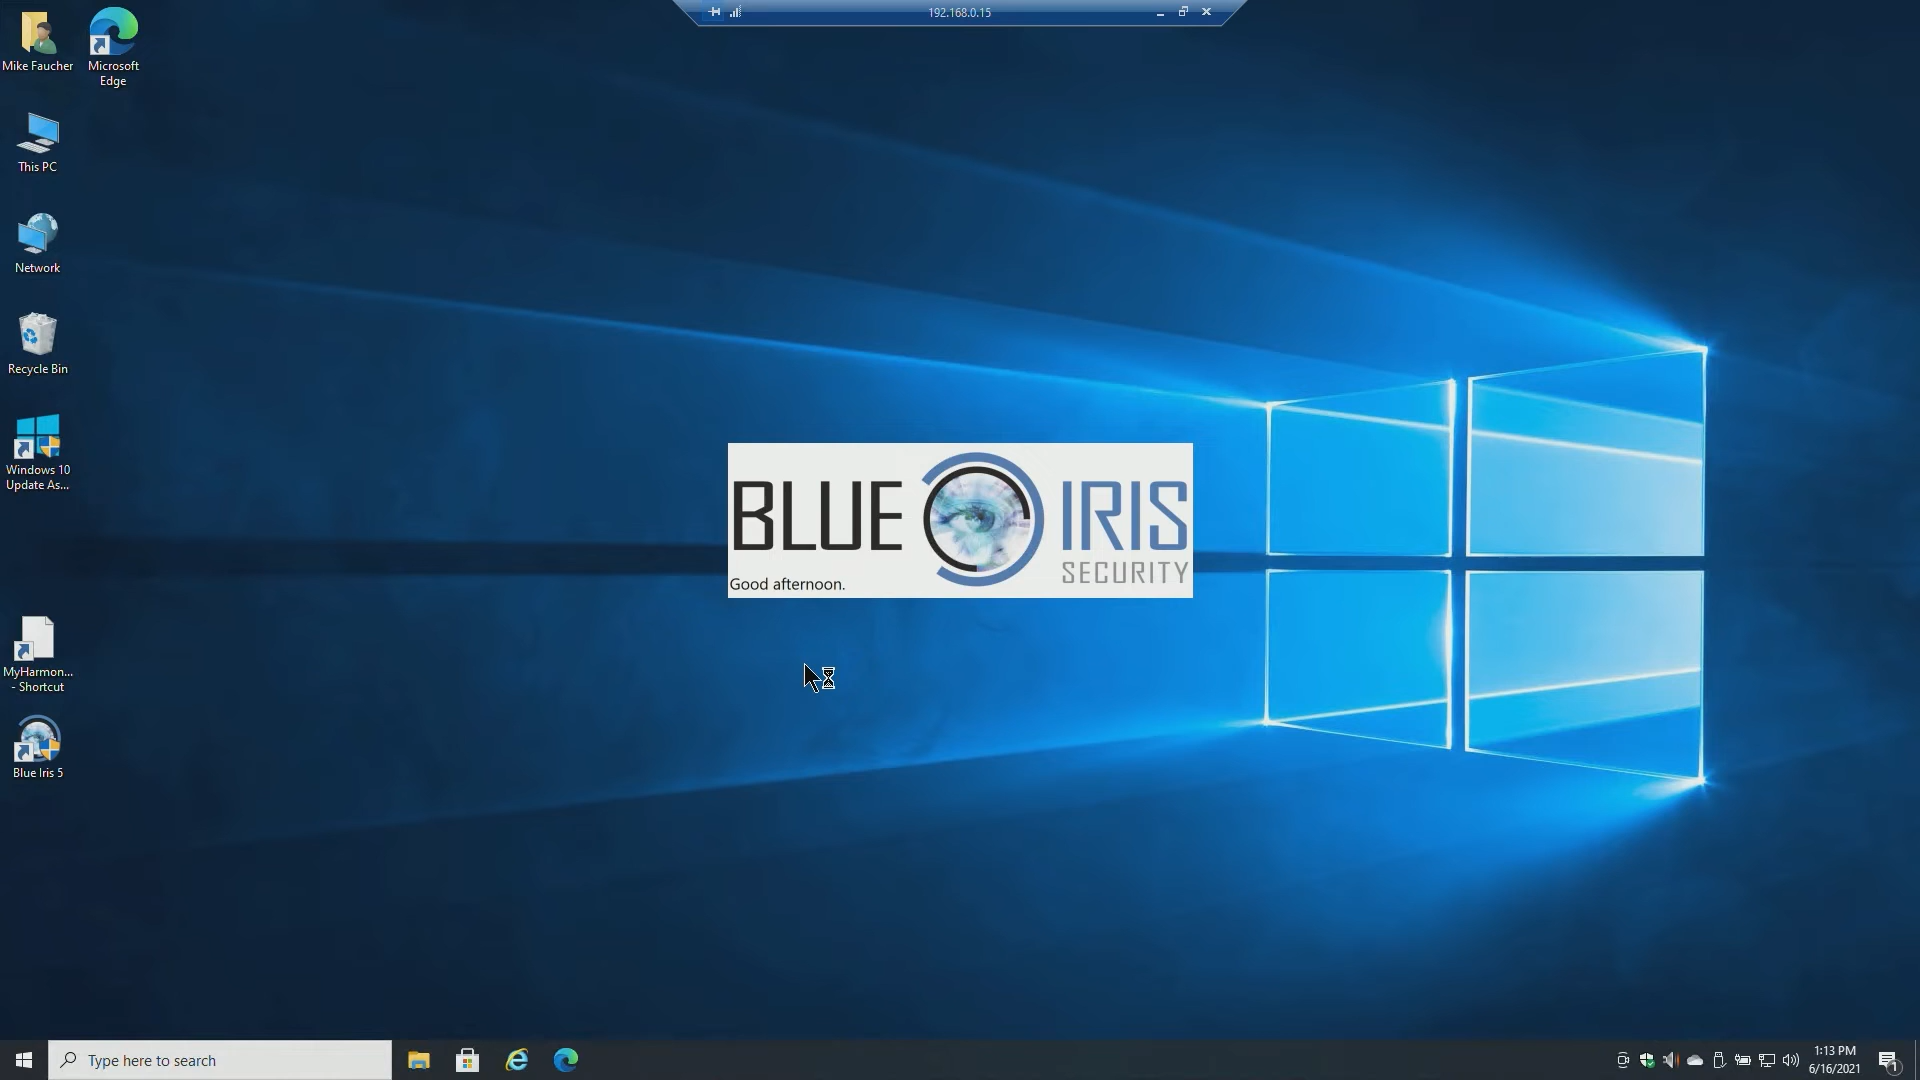 192.168.0.15
Mike Faucher
Microsoft
Edge
This PC
Network
Recycle Bin
Windows 10
Update As...
MyHarmon...
- Shortcut
Blue Iris 5
BLUE IRIS
SECURITY
Good afternoon.
Type here to search
1:13 PM
6/16/2021
1